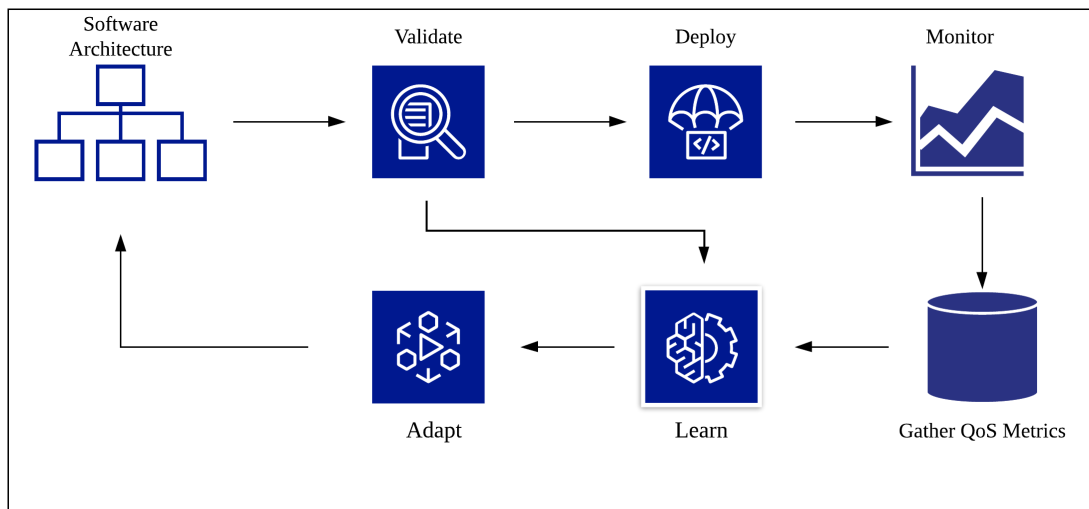 Software
Architecture
Validate
Deploy
Monitor
</>
Adapt
Learn
Gather QoS Metrics